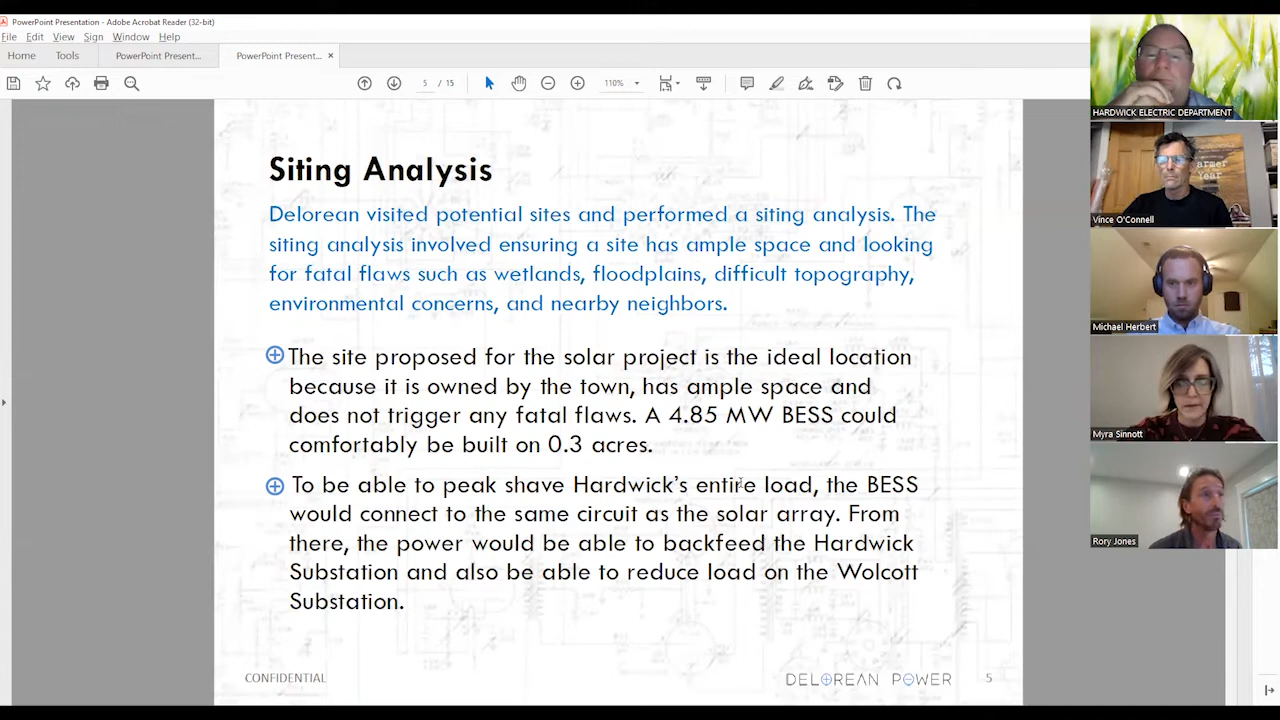 PowerPoint Presentation - Adobe Acrobat Reader (32-bit)
File Edit View Sign Window Help
Home Tools PowerPoint Present... PowerPoint Present... ×
5 / 15 110%
Siting Analysis
Delorean visited potential sites and performed a siting analysis. The
siting analysis involved ensuring a site has ample space and looking
for fatal flaws such as wetlands, floodplains, difficult topography,
environmental concerns, and nearby neighbors.
The site proposed for the solar project is the ideal location
because it is owned by the town, has ample space and
does not trigger any fatal flaws. A 4.85 MW BESS could
comfortably be built on 0.3 acres.
To be able to peak shave Hardwick's entire load, the BESS
would connect to the same circuit as the solar array. From
there, the power would be able to backfeed the Hardwick
Substation and also be able to reduce load on the Wolcott
Substation.
CONFIDENTIAL DELOREAN POWER 5
HARDWICK ELECTRIC DEPARTMENT
armer
Year
Vince O'Connell
Michael Herbert
Myra Sinnott
Rory Jones